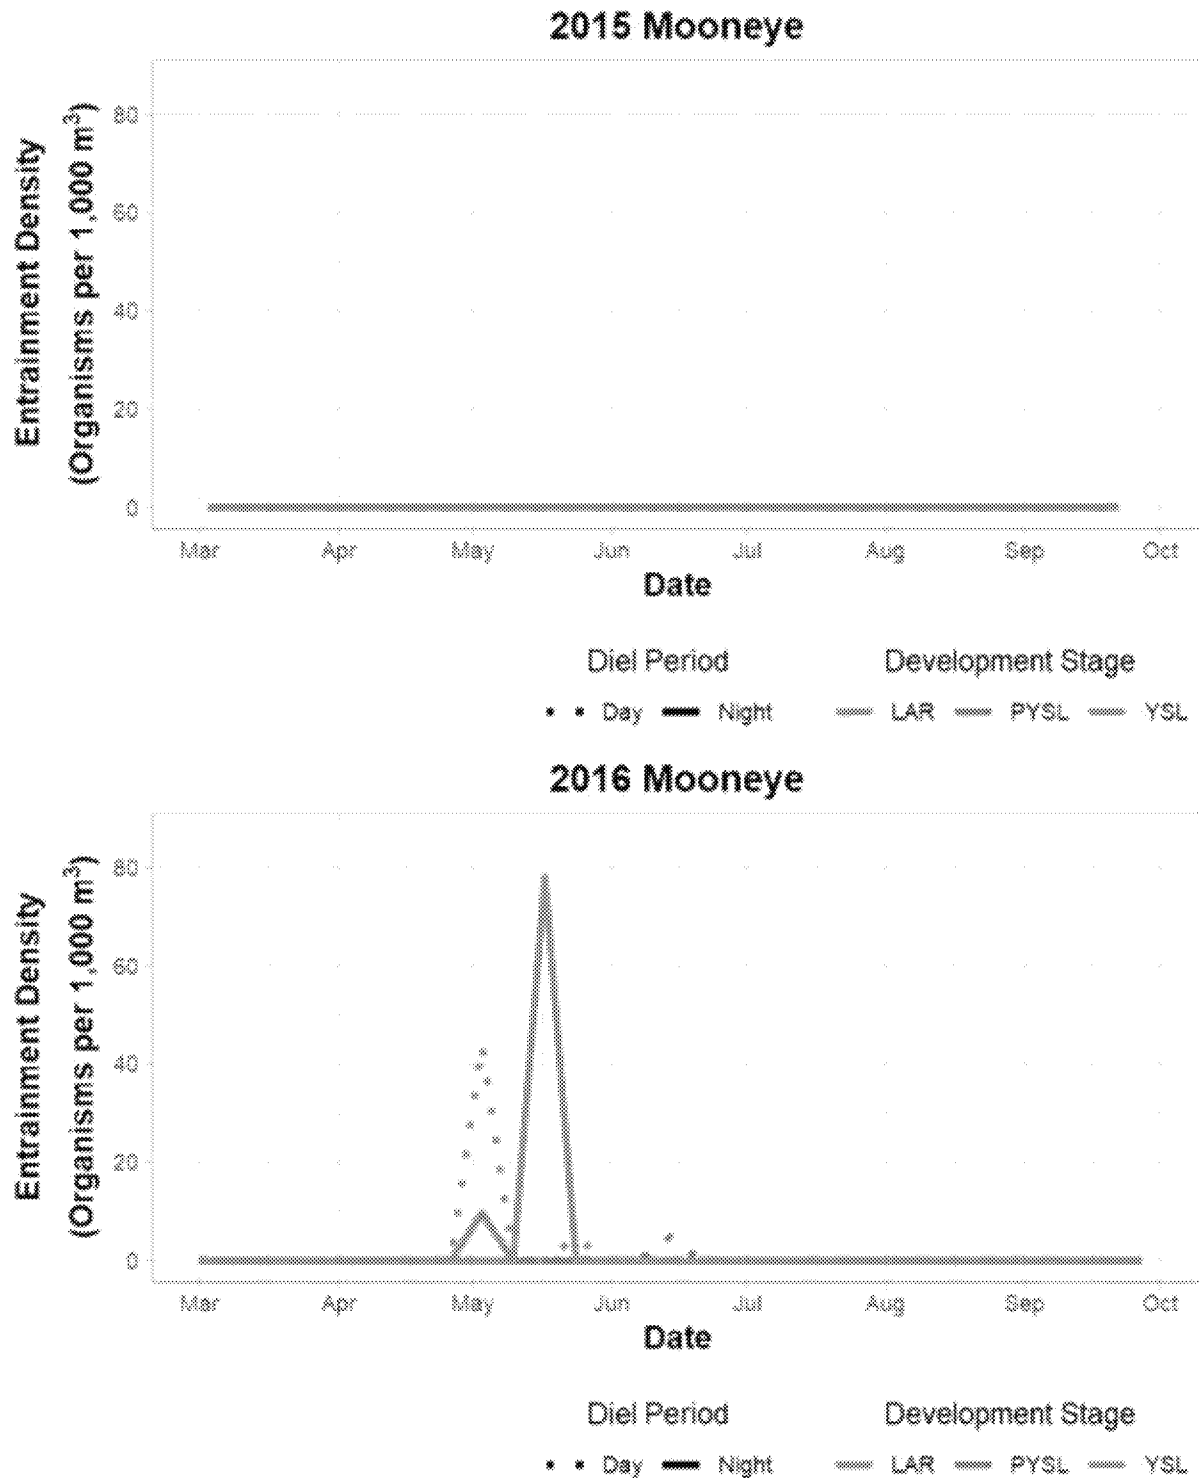 2015 Mooneye
Entrainment Density
(Organisms per 1,000 m³)
80
60
40
20
0
Mar Apr May Jun Jul Aug Sep Oct
Date
Diel Period Development Stage
Day Night LAR PYSL YSL
2016 Mooneye
Entrainment Density
(Organisms per 1,000 m³)
80
60
40
20
0
Mar Apr May Jun Jul Aug Sep Oct
Date
Diel Period Development Stage
Day Night LAR PYSL YSL